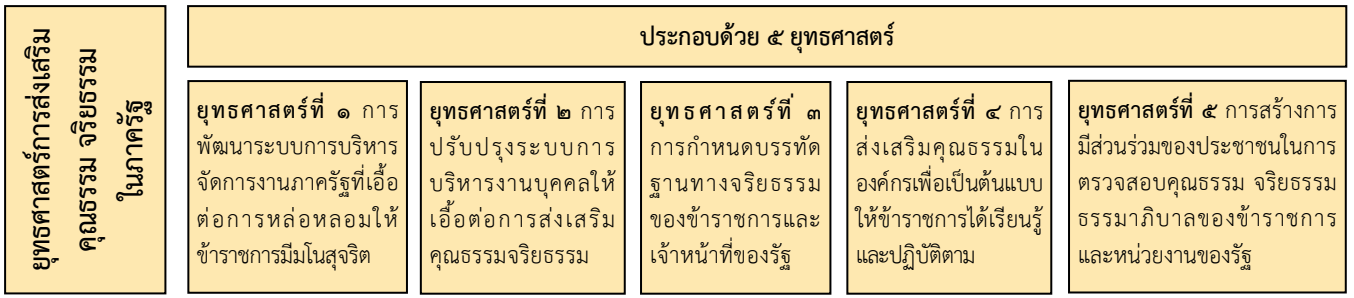 ยุทธศาสตร์การส่งเสริม
คุณธรรม จริยธรรม
ในภาครัฐ
ประกอบด้วย ๕ ยุทธศาสตร์
ยุทธศาสตร์ที่ ๑ การ
พัฒนาระบบการบริหาร
จัดการงานภาครัฐที่เอื้อ
ต่อการหล่อหลอมให้
ข้าราชการมีมโนสุจริต
ยุทธศาสตร์ที่ ๒ การ
ปรับปรุงระบบการ
บริหารงานบุคคลให้
เอื้อต่อการส่งเสริม
คุณธรรมจริยธรรม
ยุทธศาสตร์ที่ ๓
การกำหนดบรรทัด
ฐานทางจริยธรรม
ของข้าราชการและ
เจ้าหน้าที่ของรัฐ
ยุทธศาสตร์ที่ ๔ การ
ส่งเสริมคุณธรรมใน
องค์กรเพื่อเป็นต้นแบบ
ให้ข้าราชการได้เรียนรู้
และปฏิบัติตาม
ยุทธศาสตร์ที่ ๕ การสร้างการ
มีส่วนร่วมของประชาชนในการ
ตรวจสอบคุณธรรม จริยธรรม
ธรรมาภิบาลของข้าราชการ
และหน่วยงานของรัฐ